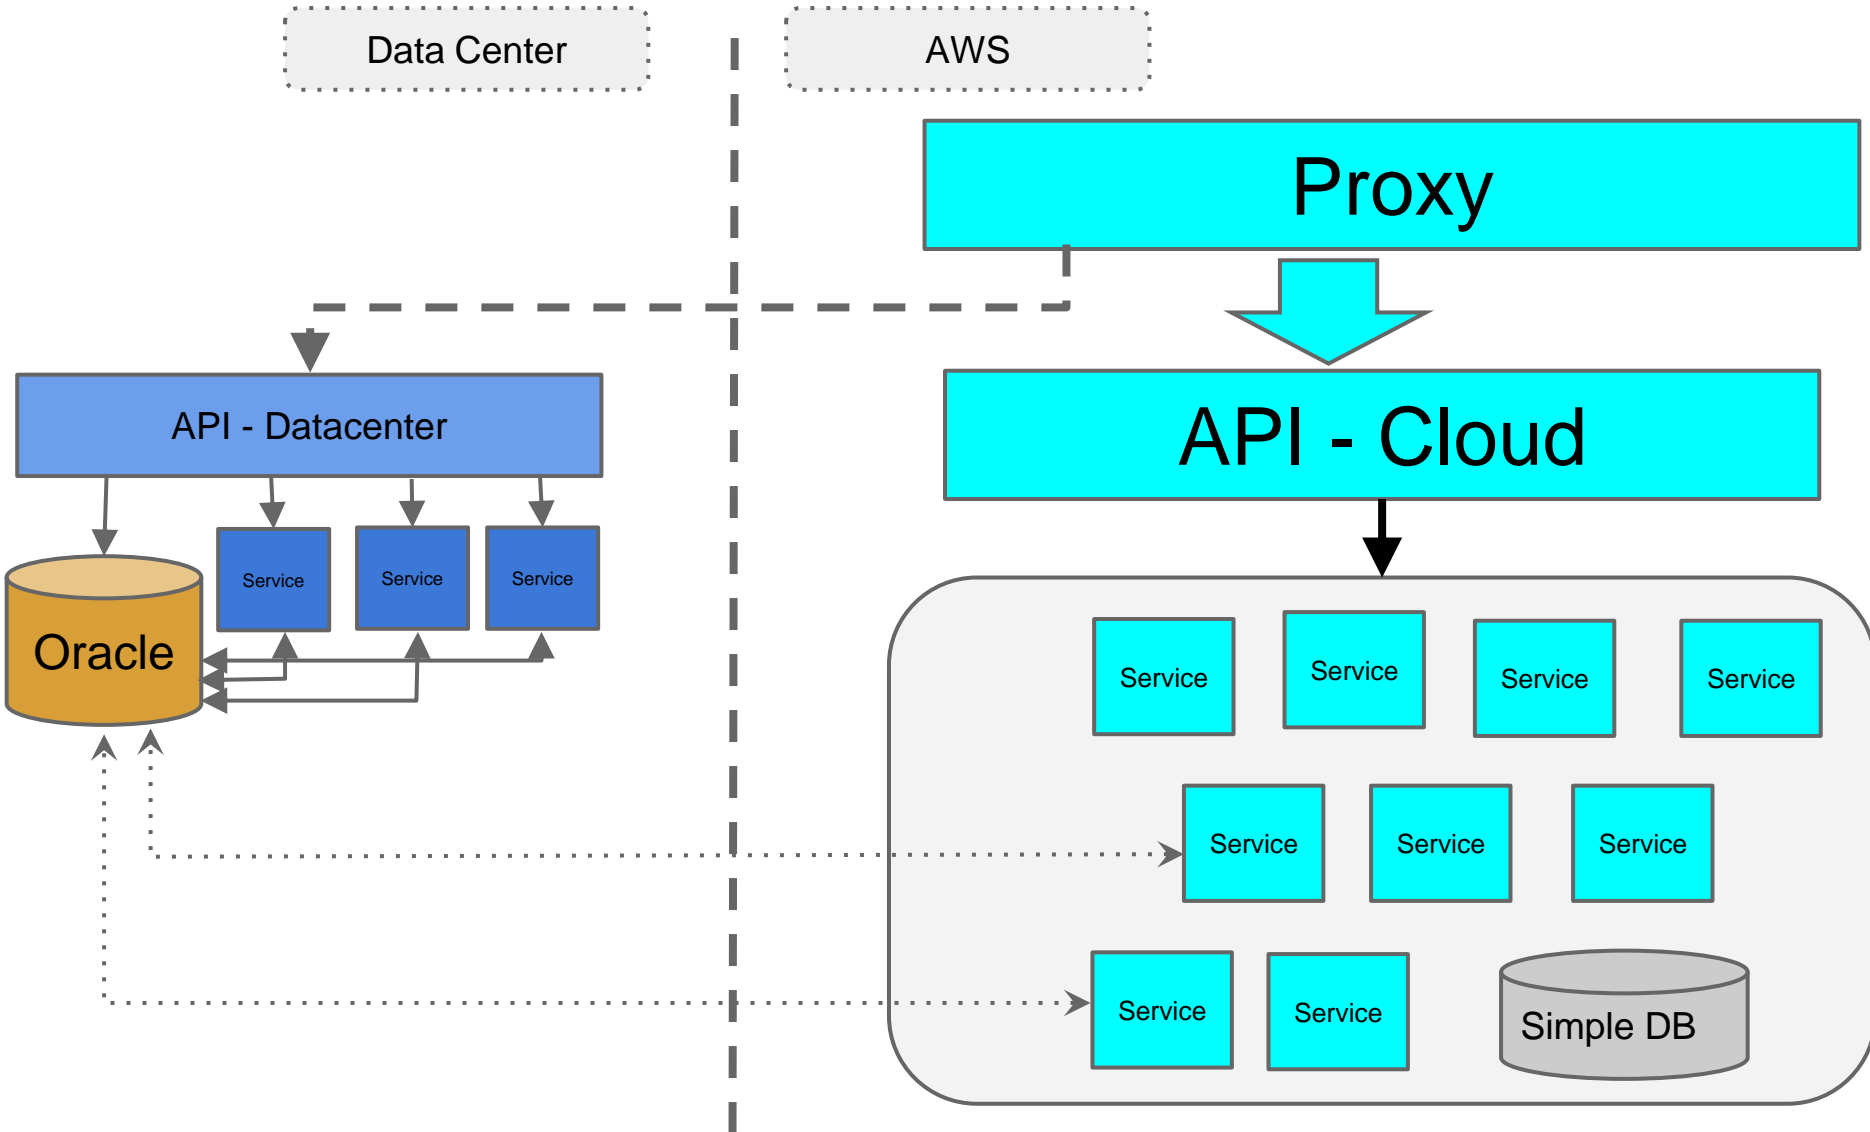 Data Center
AWS
Proxy
API - Datacenter
API - Cloud
Service
Service
Service
Oracle
Service
Service
Service
Service
Service
Service
Service
Service
Service
Simple DB